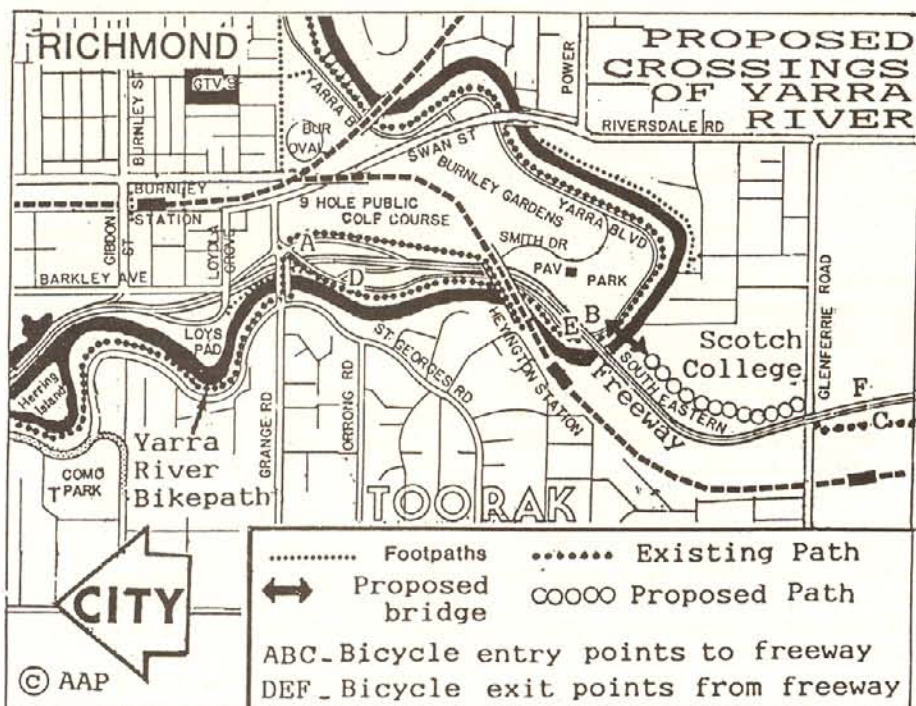 RICHMOND
PROPOSED
CROSSINGS
OF YARRA
RIVER
GTV 9
BURNLEY ST
YARRA B
BUR
OVAL
SWAN ST
POWER
RIVERSDALE RD
BURNLEY
STATION
GIBDON
ST
BARKLEY AVE
LOYOLA
GROVE
9 HOLE PUBLIC
GOLF COURSE
BURNLEY
GARDENS
YARRA BLVD
SMITH DR
PAV
PARK
A
D
E
B
LOYS
PAD
Herring
Island
ST GEORGES RD
HEYINGTON STATION
SOUTH
EASTERN
Freeway
Scotch
College
GLENFERRIE ROAD
F
C
GRANGE RD
ORRONG RD
Yarra
River
Bikepath
COMO
PARK
T
TOORAK
CITY
© AAP
Footpaths
Existing Path
Proposed
bridge
Proposed Path
ABC_Bicycle entry points to freeway
DEF_Bicycle exit points from freeway